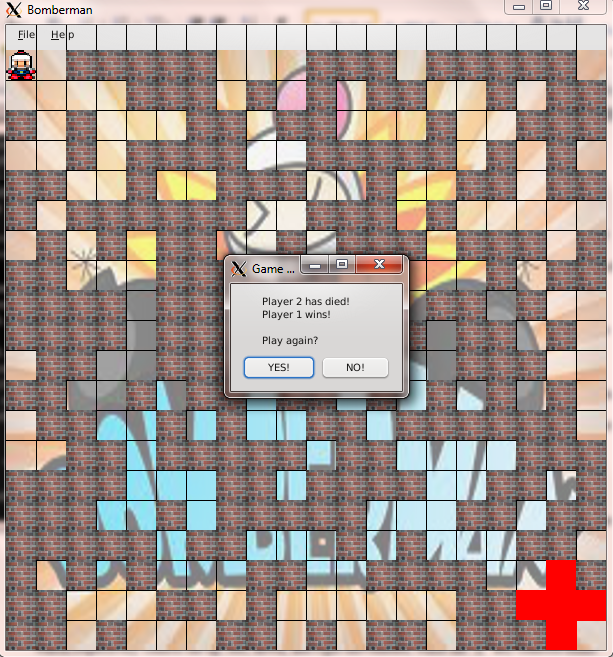 Bomberman
File Help
Game ...
Player 2 has died!
Player 1 wins!
Play again?
YES! NO!